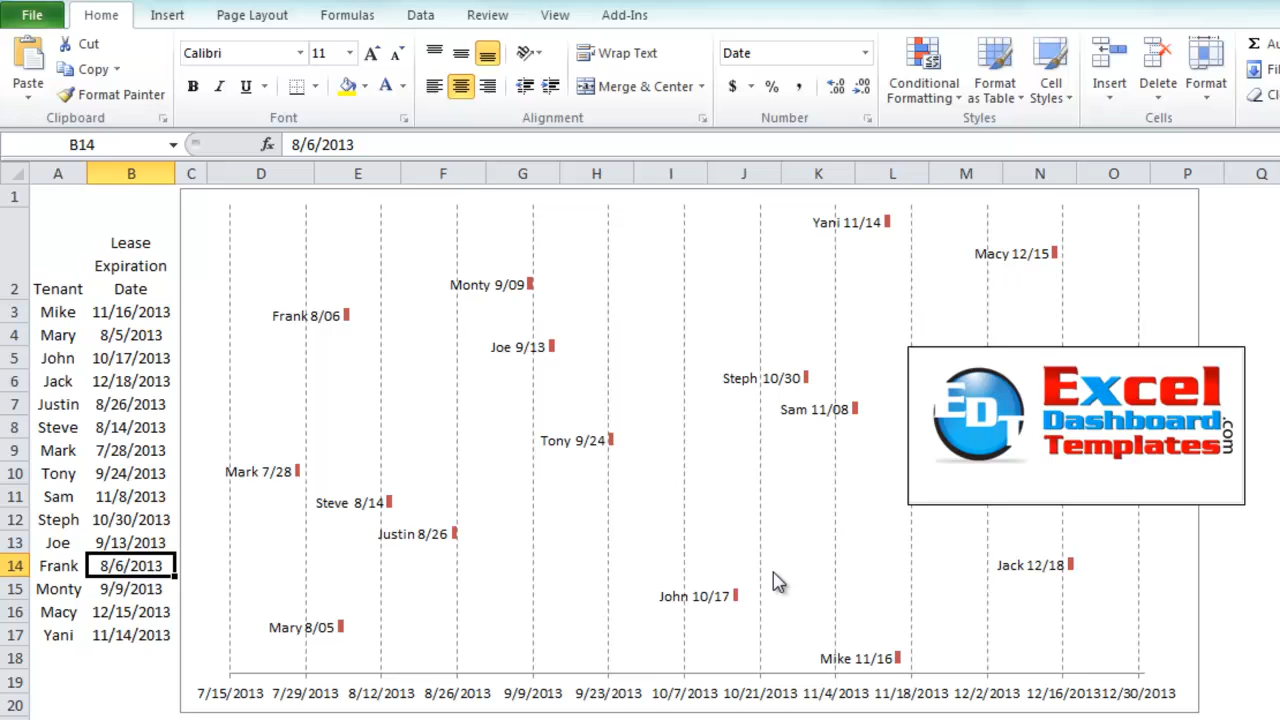 File Home Insert Page Layout Formulas Data Review View Add-Ins
Paste Cut Copy Format Painter
Clipboard
Calibri 11 A A
B I U A
Font
Wrap Text
Merge & Center
Alignment
Date
$ % ,
Number
Conditional Formatting
Format as Table
Cell Styles
Styles
Insert Delete Format
Cells
Σ
B14 fx 8/6/2013
A B C D E F G H I J K L M N O P Q
1
2 Tenant Lease Expiration Date
3 Mike 11/16/2013
4 Mary 8/5/2013
5 John 10/17/2013
6 Jack 12/18/2013
7 Justin 8/26/2013
8 Steve 8/14/2013
9 Mark 7/28/2013
10 Tony 9/24/2013
11 Sam 11/8/2013
12 Steph 10/30/2013
13 Joe 9/13/2013
14 Frank 8/6/2013
15 Monty 9/9/2013
16 Macy 12/15/2013
17 Yani 11/14/2013
18
19
20
Yani 11/14
Macy 12/15
Monty 9/09
Frank 8/06
Joe 9/13
Steph 10/30
Sam 11/08
Tony 9/24
Mark 7/28
Steve 8/14
Justin 8/26
Jack 12/18
John 10/17
Mary 8/05
Mike 11/16
7/15/2013 7/29/2013 8/12/2013 8/26/2013 9/9/2013 9/23/2013 10/7/2013 10/21/2013 11/4/2013 11/18/2013 12/2/2013 12/16/2013 12/30/2013
EDT
Excel
Dashboard
Templates
.com